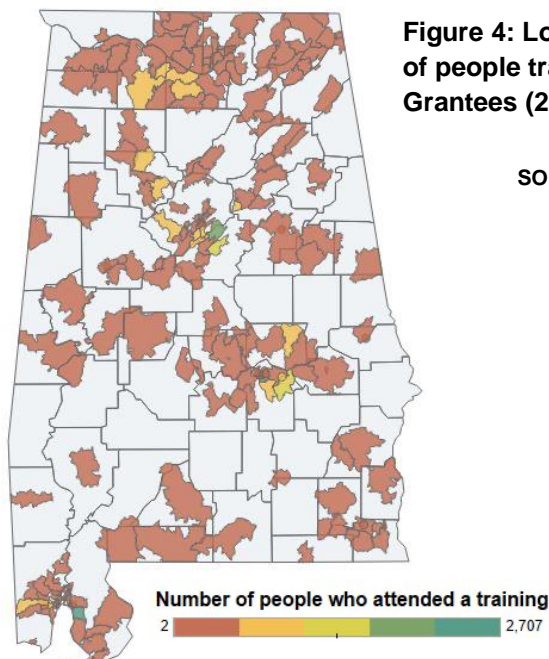 Figure 4: Lo
of people tra
Grantees (2
SO
Number of people who attended a training
2
2,707